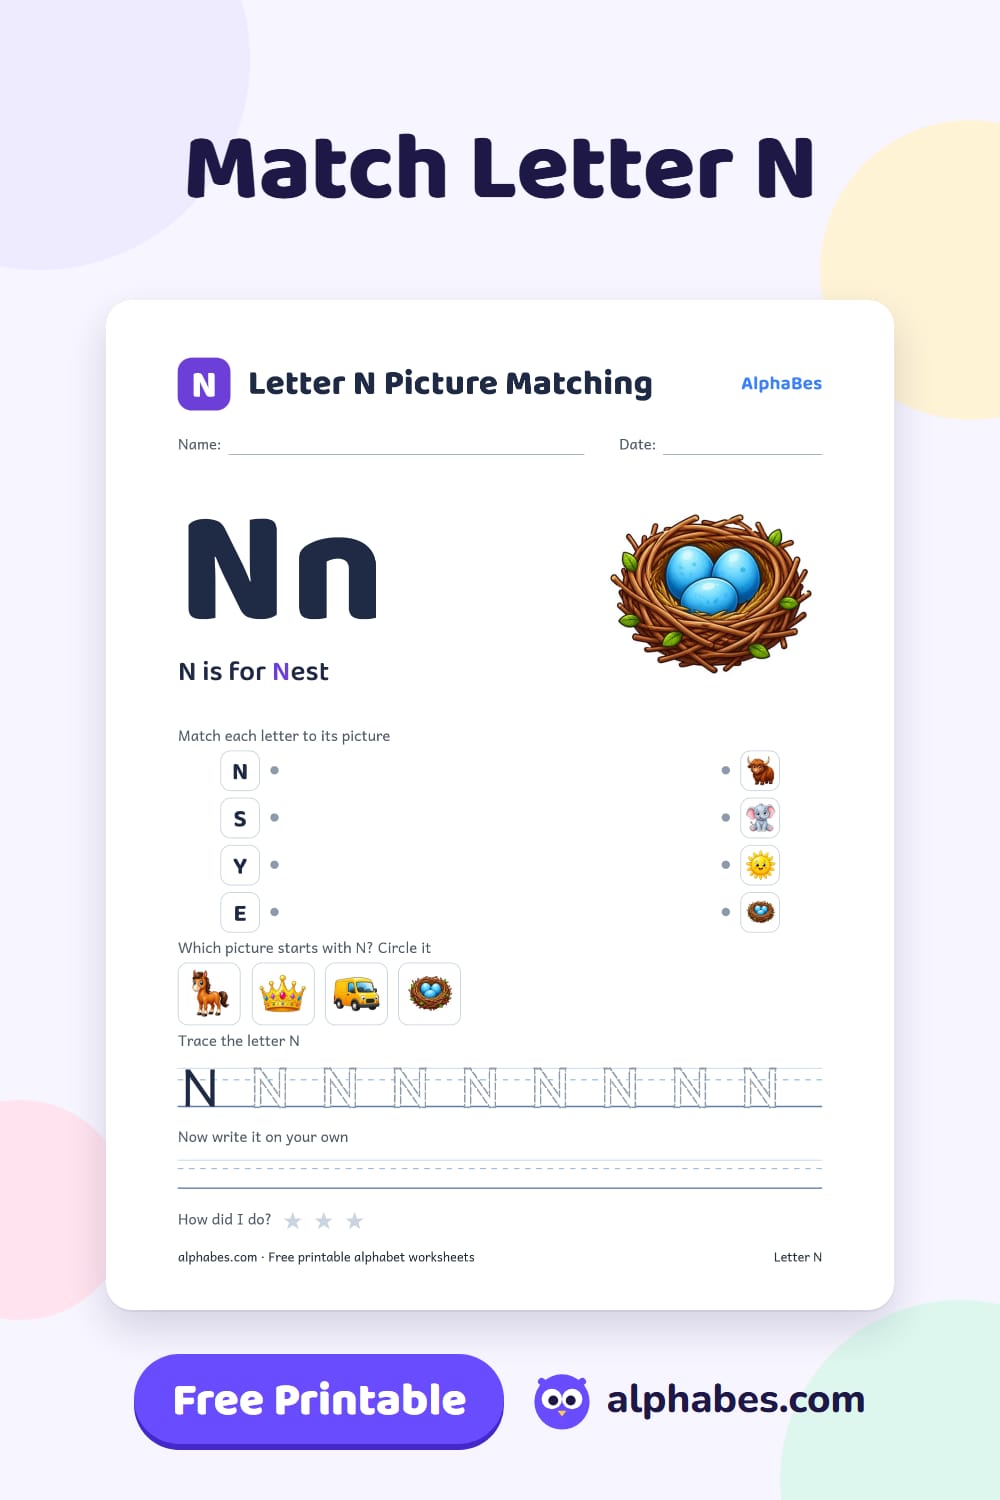 Match Letter N
N Letter N Picture Matching AlphaBes
Name: Date:
Nn
N is for Nest
Match each letter to its picture
N
S
Y
E
Which picture starts with N? Circle it
Trace the letter N
N N N N N N N N N
Now write it on your own
How did I do?
alphabes.com · Free printable alphabet worksheets Letter N
Free Printable alphabes.com